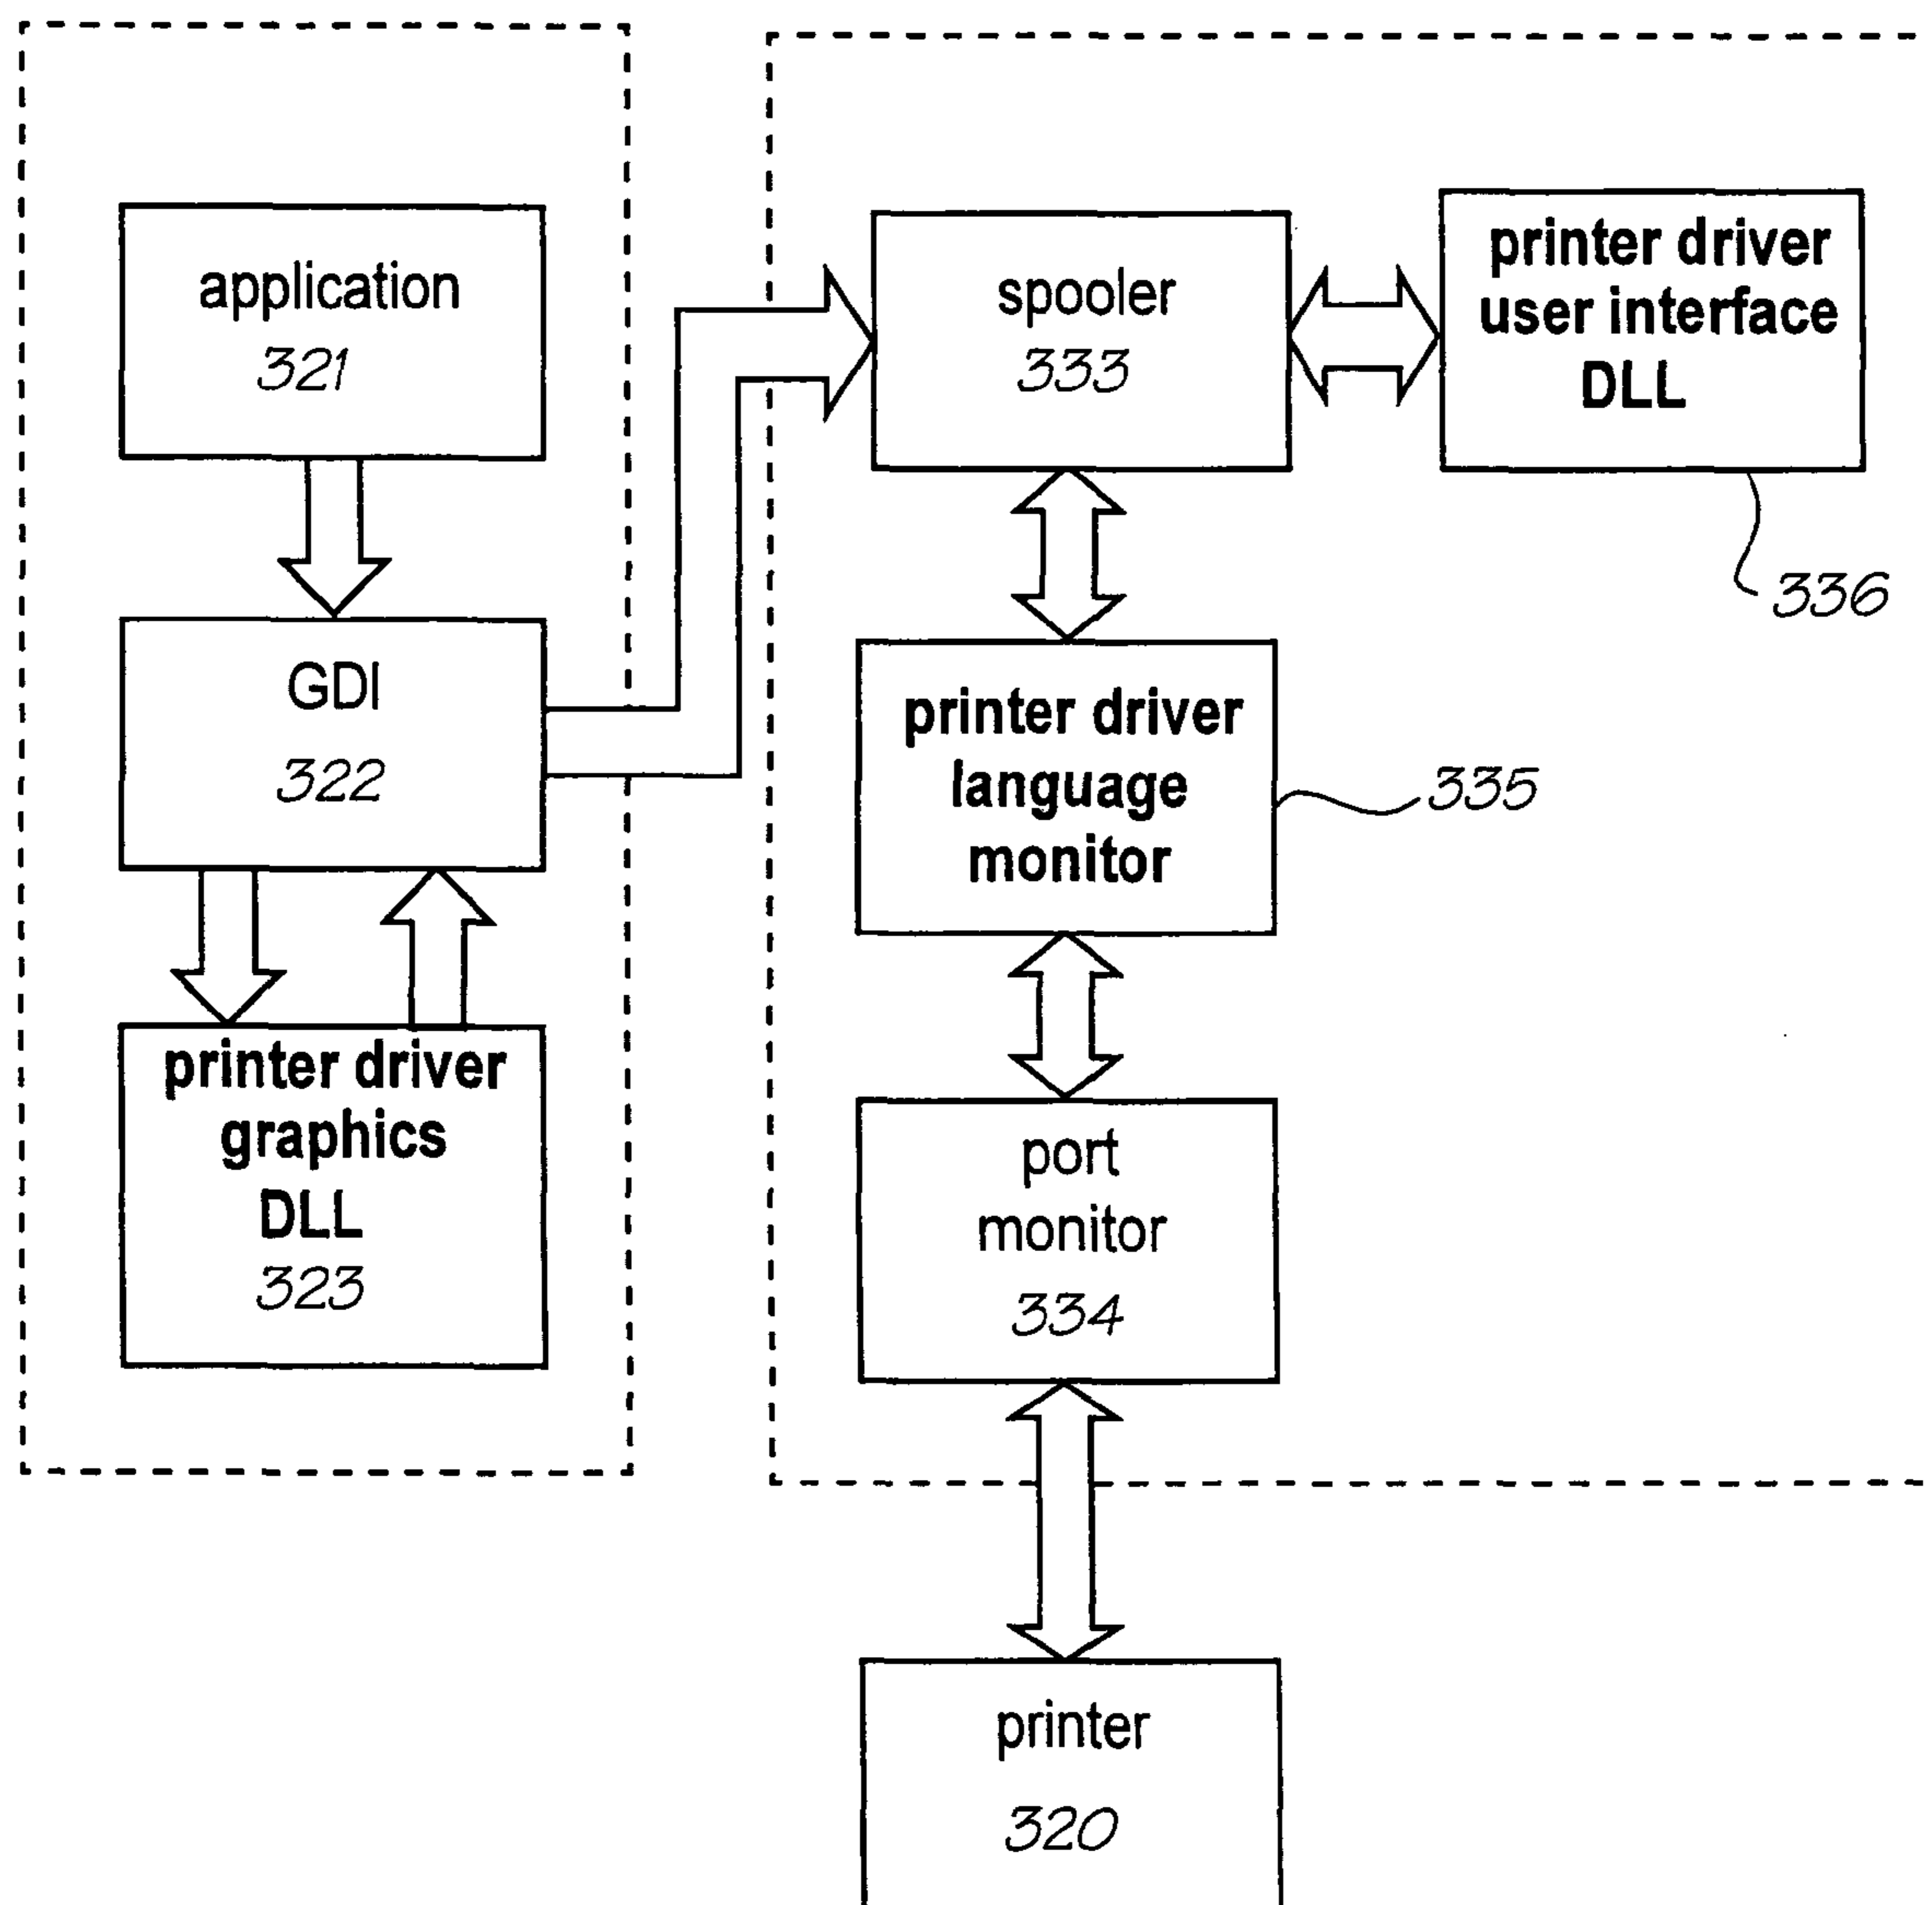 application
321
GDI
322
printer driver
graphics
DLL
323
spooler
333
printer driver
user interface
DLL
336
printer driver
language
monitor
335
port
monitor
334
printer
320